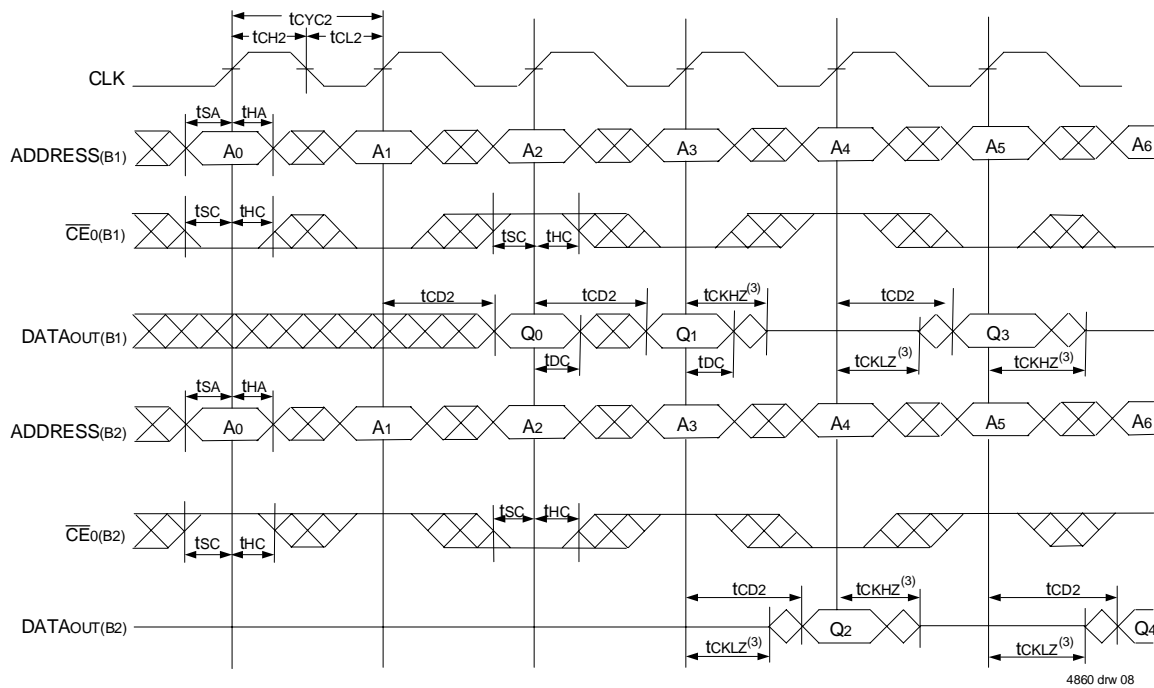 tCYC2
tCH2 tCL2
CLK
tSA tHA
ADDRESS(B1) A0 A1 A2 A3 A4 A5 A6
tSC tHC
CE0(B1)
tSC tHC
tCD2 tCD2 tCKHZ(3) tCD2
DATAOUT(B1) Q0 Q1 Q3
tDC tDC tCKLZ(3) tCKHZ(3)
tSA tHA
ADDRESS(B2) A0 A1 A2 A3 A4 A5 A6
tSC tHC
CE0(B2)
tSC tHC
tCD2 tCKHZ(3) tCD2
DATAOUT(B2) Q2 Q4
tCKLZ(3) tCKLZ(3)
4860 drw 08